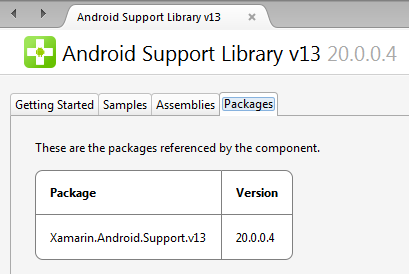 Android Support Library v13
Android Support Library v13 20.0.0.4
Getting Started Samples Assemblies Packages
These are the packages referenced by the component.
Package Version
Xamarin.Android.Support.v13 20.0.0.4